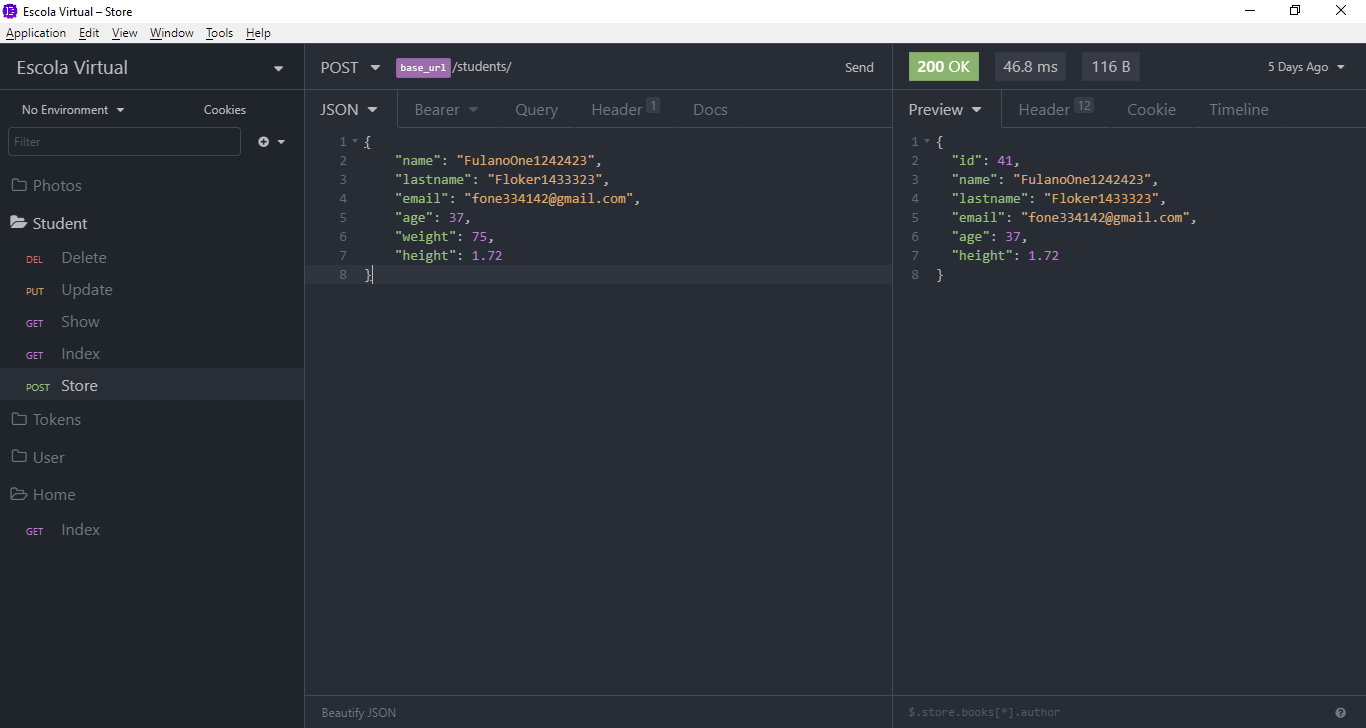 Escola Virtual – Store
Application Edit View Window Tools Help
Escola Virtual
No Environment Cookies
Filter
Photos
Student
DEL Delete
PUT Update
GET Show
GET Index
POST Store
Tokens
User
Home
GET Index
POST base_url/students/ Send
JSON Bearer Query Header 1 Docs
1 {
2 "name": "FulanoOne1242423",
3 "lastname": "Floker1433323",
4 "email": "fone334142@gmail.com",
5 "age": 37,
6 "weight": 75,
7 "height": 1.72
8 }
Beautify JSON
200 OK 46.8 ms 116 B 5 Days Ago
Preview Header 12 Cookie Timeline
1 {
2 "id": 41,
3 "name": "FulanoOne1242423",
4 "lastname": "Floker1433323",
5 "email": "fone334142@gmail.com",
6 "age": 37,
7 "height": 1.72
8 }
$.store.books[*].author